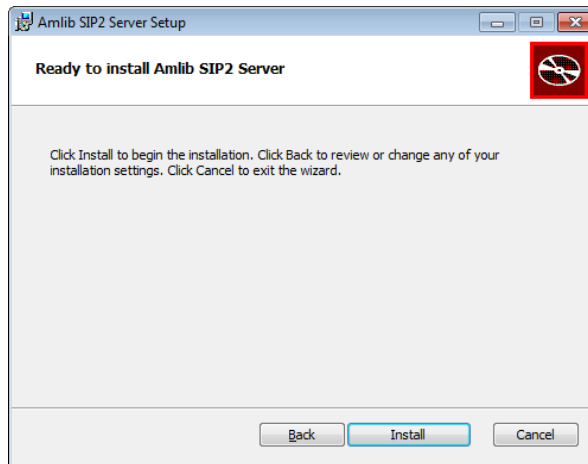 Amlib SIP2 Server Setup
Ready to install Amlib SIP2 Server
Click Install to begin the installation. Click Back to review or change any of your
installation settings. Click Cancel to exit the wizard.
Back
Install
Cancel